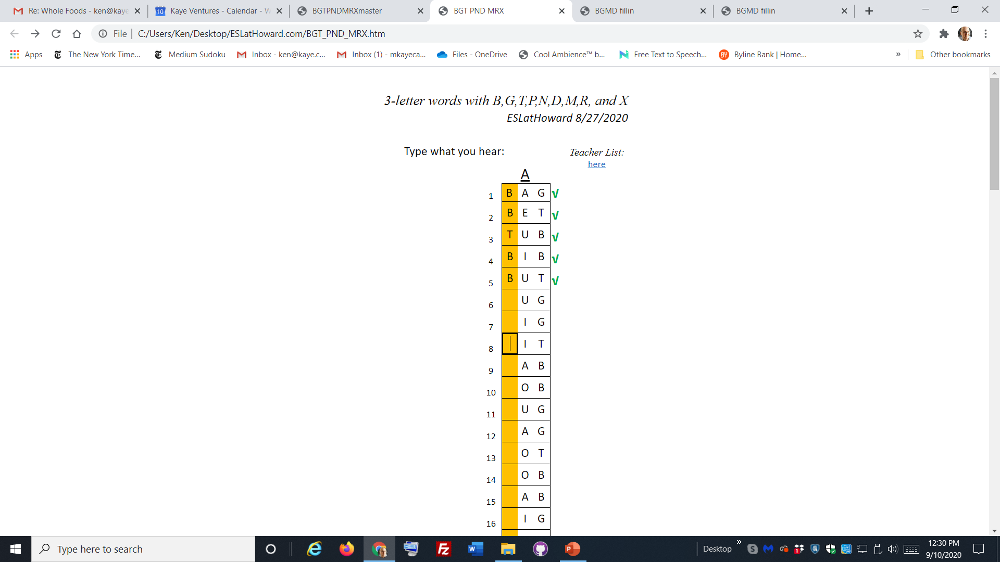 Re: Whole Foods - ken@kaye
Kaye Ventures - Calendar - W
BGTPNDMRXmaster
BGT PND MRX
BGMD fillin
BGMD fillin
File
C:/Users/Ken/Desktop/ESLatHoward.com/BGT_PND_MRX.htm
Apps
The New York Time...
Medium Sudoku
Inbox - ken@kaye.c...
Inbox (1) - mkayeca...
Files - OneDrive
Cool Ambience™ b...
Free Text to Speech...
Byline Bank | Home...
»
Other bookmarks
3-letter words with B,G,T,P,N,D,M,R, and X
ESLatHoward 8/27/2020
Type what you hear:
Teacher List:
here
A
1 B A G √
2 B E T √
3 T U B √
4 B I B √
5 B U T √
6 U G
7 I G
8 I T
9 A B
10 O B
11 U G
12 A G
13 O T
14 O B
15 A B
16 I G
Type here to search
Desktop
»
12:30 PM
9/10/2020